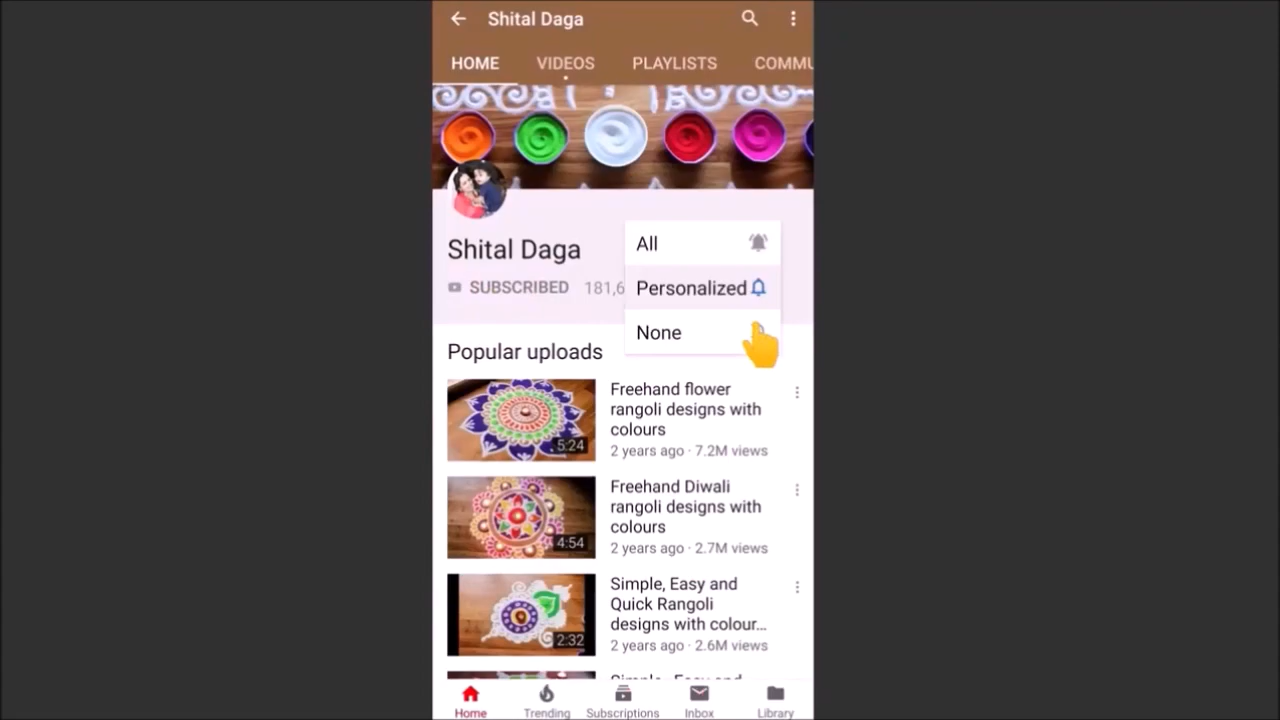 Shital Daga
HOME VIDEOS PLAYLISTS COMMU
Shital Daga
SUBSCRIBED 181,6
All
Personalized
None
Popular uploads
Freehand flower
rangoli designs with
colours
2 years ago · 7.2M views
5:24
Freehand Diwali
rangoli designs with
colours
2 years ago · 2.7M views
4:54
Simple, Easy and
Quick Rangoli
designs with colour...
2 years ago · 2.6M views
2:32
Home Trending Subscriptions Inbox Library